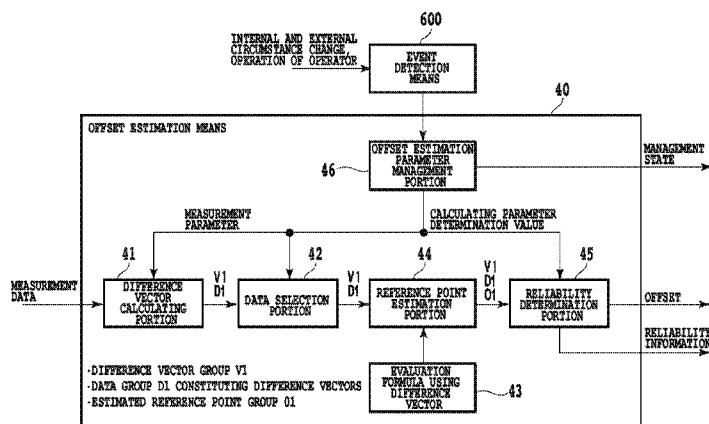 600
INTERNAL AND EXTERNAL
CIRCUMSTANCE CHANGE,
OPERATION OF OPERATOR
EVENT
DETECTION
MEANS
40
OFFSET ESTIMATION MEANS
OFFSET ESTIMATION
PARAMETER
MANAGEMENT
PORTION
46
MANAGEMENT
STATE
MEASUREMENT
PARAMETER
CALCULATING PARAMETER
DETERMINATION VALUE
41
42
44
45
MEASUREMENT
DATA
DIFFERENCE
VECTOR
CALCULATING
PORTION
V1
D1
DATA SELECTION
PORTION
V1
D1
REFERENCE POINT
ESTIMATION
PORTION
V1
D1
O1
RELIABILITY
DETERMINATION
PORTION
OFFSET
RELIABILITY
INFORMATION
·DIFFERENCE VECTOR GROUP V1
·DATA GROUP D1 CONSTITUTING DIFFERENCE VECTORS
·ESTIMATED REFERENCE POINT GROUP O1
EVALUATION
FORMULA USING
DIFFERENCE
VECTOR
43